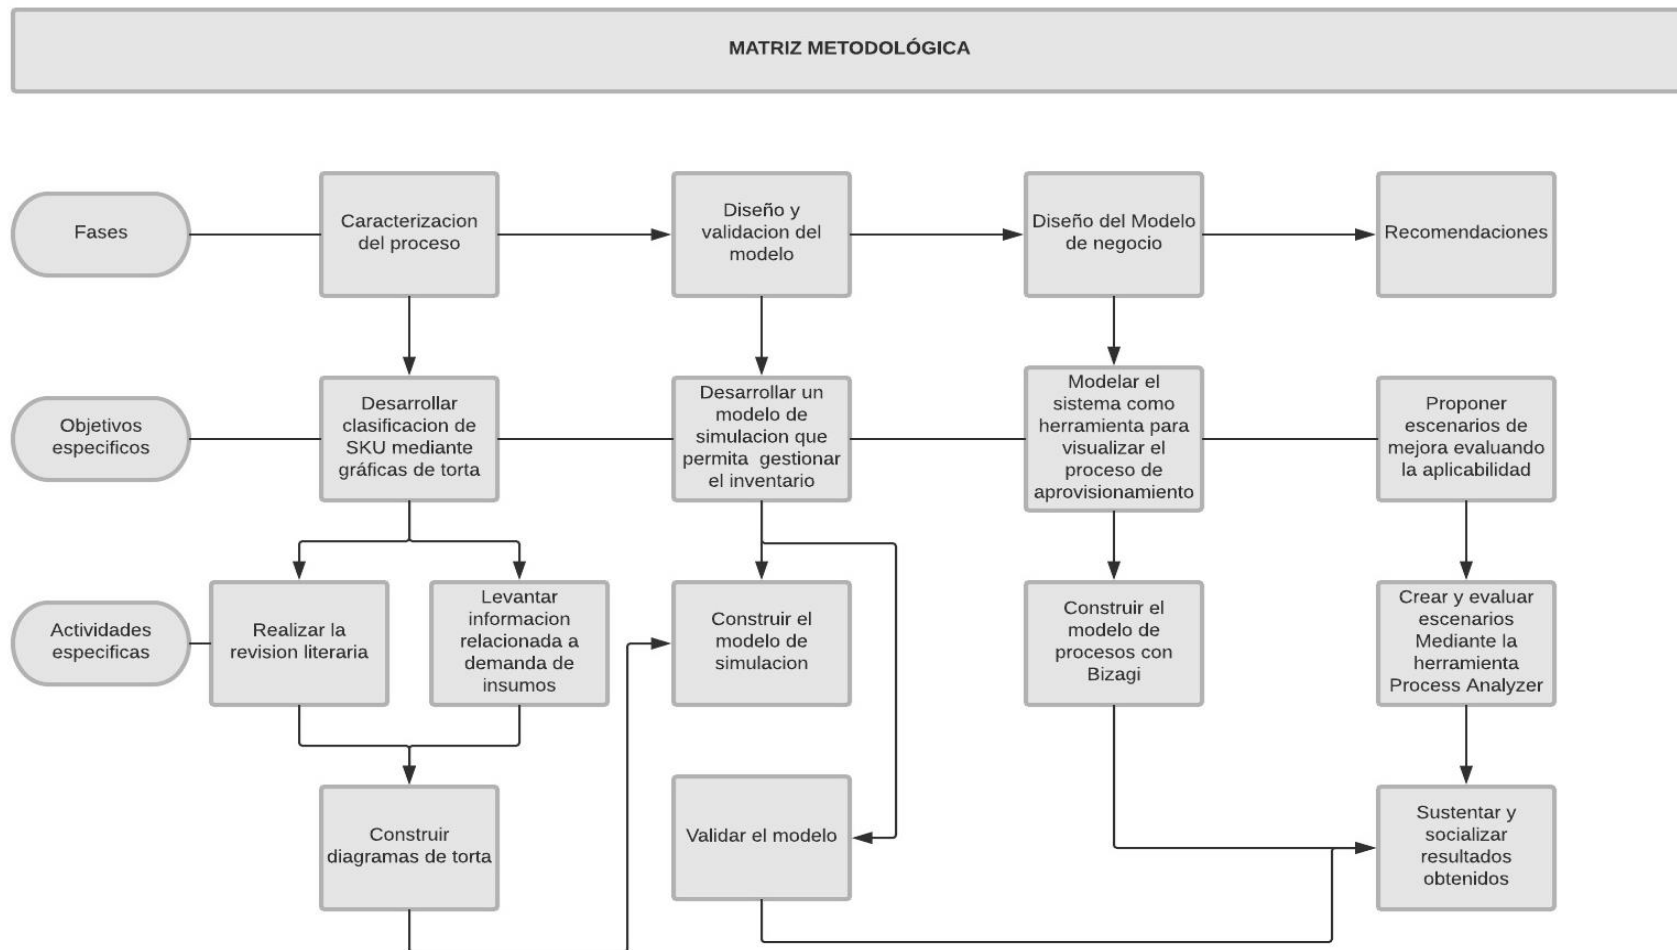 MATRIZ METODOLÓGICA
Fases
Caracterizacion
del proceso
Diseño y
validacion del
modelo
Diseño del Modelo
de negocio
Recomendaciones
Objetivos
especificos
Desarrollar
clasificacion de
SKU mediante
gráficas de torta
Desarrollar un
modelo de
simulacion que
permita gestionar
el inventario
Modelar el
sistema como
herramienta para
visualizar el
proceso de
aprovisionamiento
Proponer
escenarios de
mejora evaluando
la aplicabilidad
Actividades
especificas
Realizar la
revision literaria
Levantar
informacion
relacionada a
demanda de
insumos
Construir el
modelo de
simulacion
Construir el
modelo de
procesos con
Bizagi
Crear y evaluar
escenarios
Mediante la
herramienta
Process Analyzer
Construir
diagramas de torta
Validar el modelo
Sustentar y
socializar
resultados
obtenidos